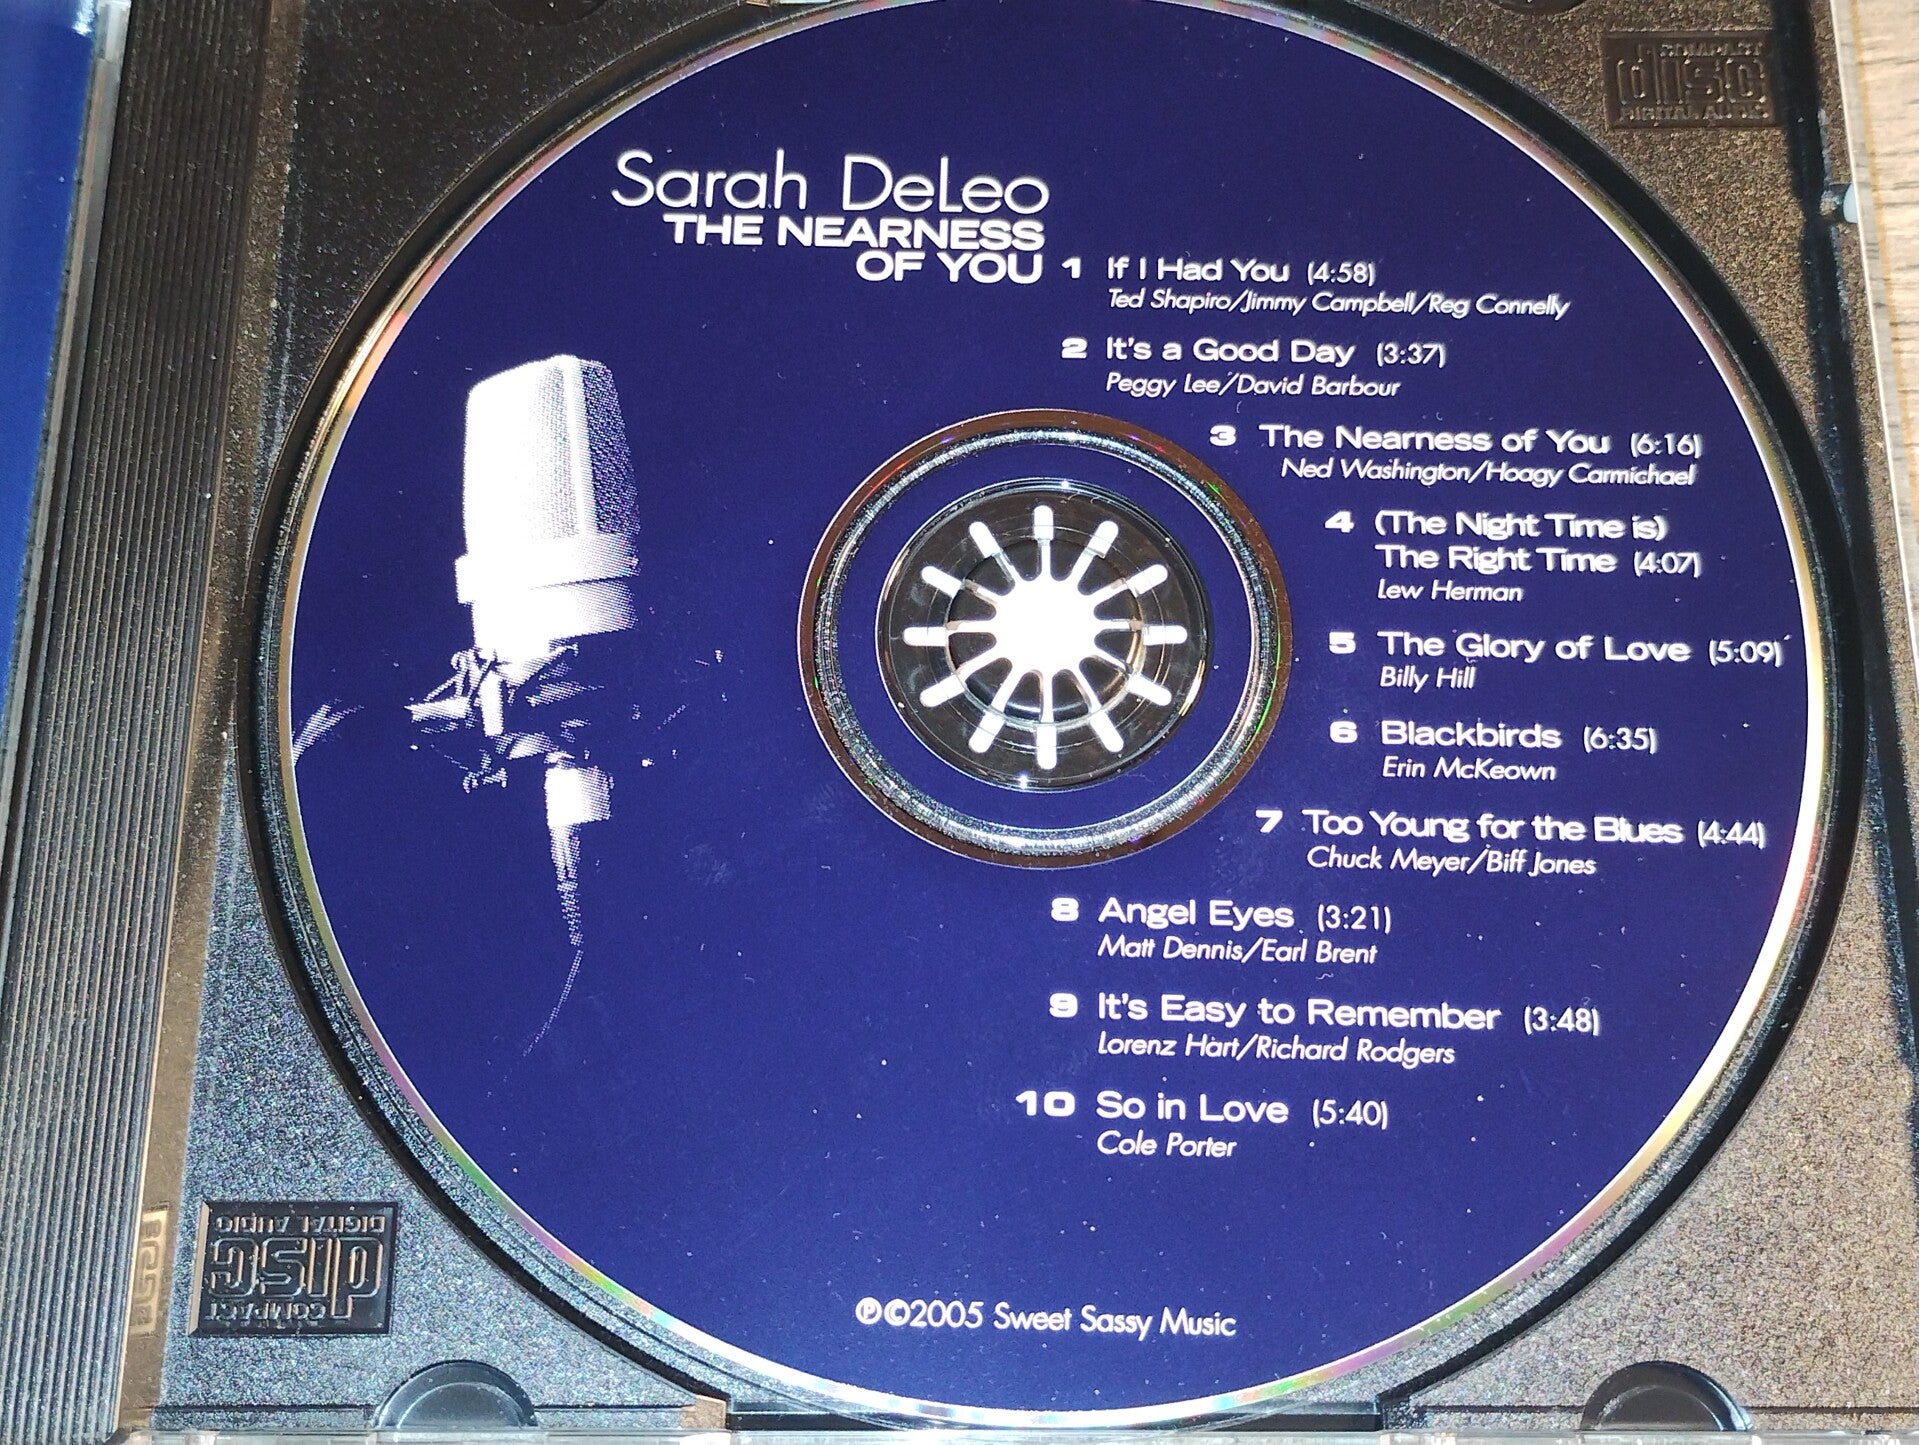 Sarah DeLeo
THE NEARNESS
OF YOU
1 If I Had You (4:58)
Ted Shapiro/Jimmy Campbell/Reg Connelly
2 It's a Good Day (3:37)
Peggy Lee/David Barbour
3 The Nearness of You (6:16)
Ned Washington/Hoagy Carmichael
4 (The Night Time is)
The Right Time (4:07)
Lew Herman
5 The Glory of Love (5:09)
Billy Hill
6 Blackbirds (6:35)
Erin McKeown
7 Too Young for the Blues (4:44)
Chuck Meyer/Biff Jones
8 Angel Eyes (3:21)
Matt Dennis/Earl Brent
9 It's Easy to Remember (3:48)
Lorenz Hart/Richard Rodgers
10 So in Love (5:40)
Cole Porter
℗©2005 Sweet Sassy Music
COMPACT
disc
DIGITAL AUDIO
COMPACT
disc
DIGITAL AUDIO